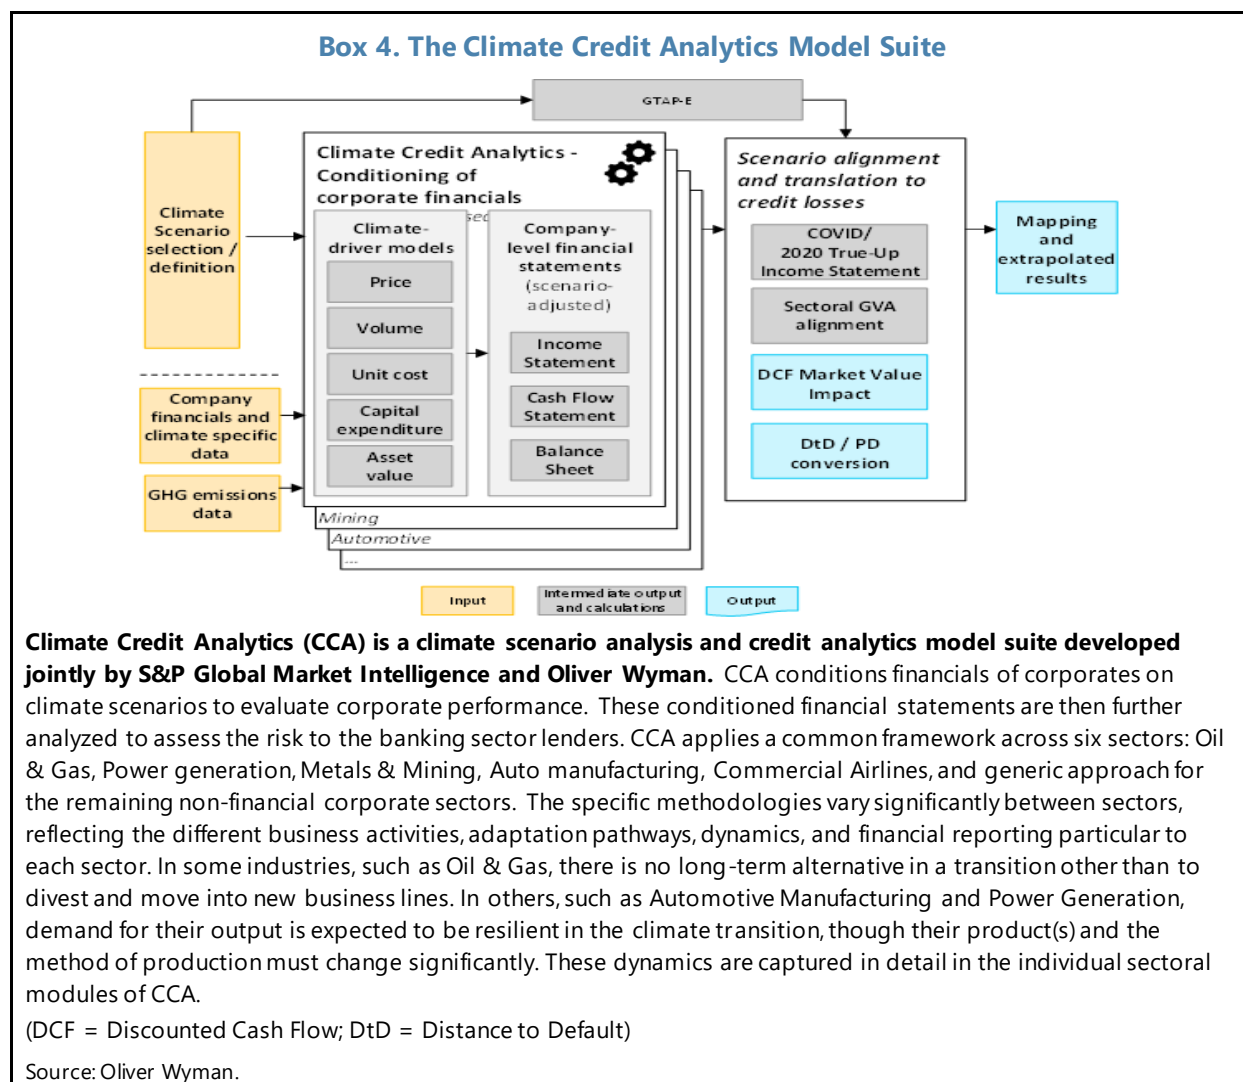 Box 4. The Climate Credit Analytics Model Suite
GTAP-E
Climate
Scenario
selection /
definition
Company
financials and
climate specific
data
GHG emissions
data
Climate Credit Analytics -
Conditioning of
corporate financials
Climate-
driver models
Price
Volume
Unit cost
Capital
expenditure
Asset
value
Company-
level financial
statements
(scenario-
adjusted)
Income
Statement
Cash Flow
Statement
Balance
Sheet
Mining
Automotive
...
Scenario alignment
and translation to
credit losses
COVID/
2020 True-Up
Income Statement
Sectoral GVA
alignment
DCF Market Value
Impact
DtD / PD
conversion
Mapping
and
extrapolated
results
Input
Intermediate output
and calculations
Output
Climate Credit Analytics (CCA) is a climate scenario analysis and credit analytics model suite developed
jointly by S&P Global Market Intelligence and Oliver Wyman. CCA conditions financials of corporates on
climate scenarios to evaluate corporate performance. These conditioned financial statements are then further
analyzed to assess the risk to the banking sector lenders. CCA applies a common framework across six sectors: Oil
& Gas, Power generation, Metals & Mining, Auto manufacturing, Commercial Airlines, and generic approach for
the remaining non-financial corporate sectors. The specific methodologies vary significantly between sectors,
reflecting the different business activities, adaptation pathways, dynamics, and financial reporting particular to
each sector. In some industries, such as Oil & Gas, there is no long-term alternative in a transition other than to
divest and move into new business lines. In others, such as Automotive Manufacturing and Power Generation,
demand for their output is expected to be resilient in the climate transition, though their product(s) and the
method of production must change significantly. These dynamics are captured in detail in the individual sectoral
modules of CCA.
(DCF = Discounted Cash Flow; DtD = Distance to Default)
Source: Oliver Wyman.